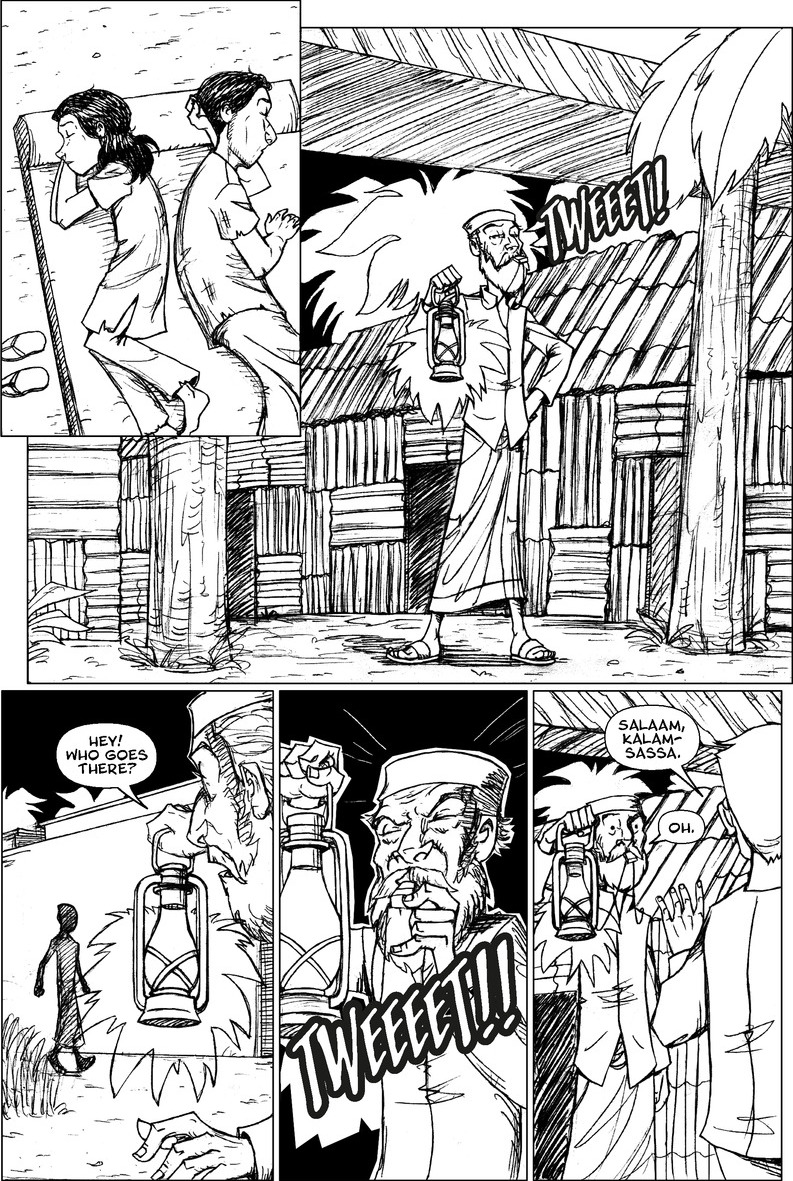 TWEEET!
HEY!
WHO GOES
THERE?
TWEEEET!!
SALAAM,
KALAM-
SASSA.
OH.